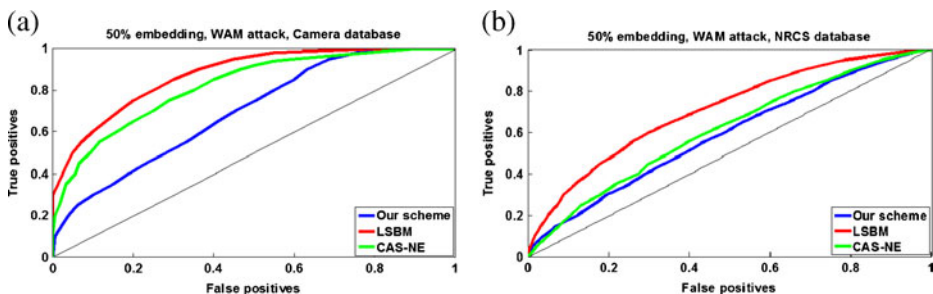 (a)
50% embedding, WAM attack, Camera database
True positives
1
0.8
0.6
0.4
0.2
0
0
0.2
0.4
0.6
0.8
1
False positives
Our scheme
LSBM
CAS-NE
(b)
50% embedding, WAM attack, NRCS database
True positives
1
0.8
0.6
0.4
0.2
0
0
0.2
0.4
0.6
0.8
1
False positives
Our scheme
LSBM
CAS-NE